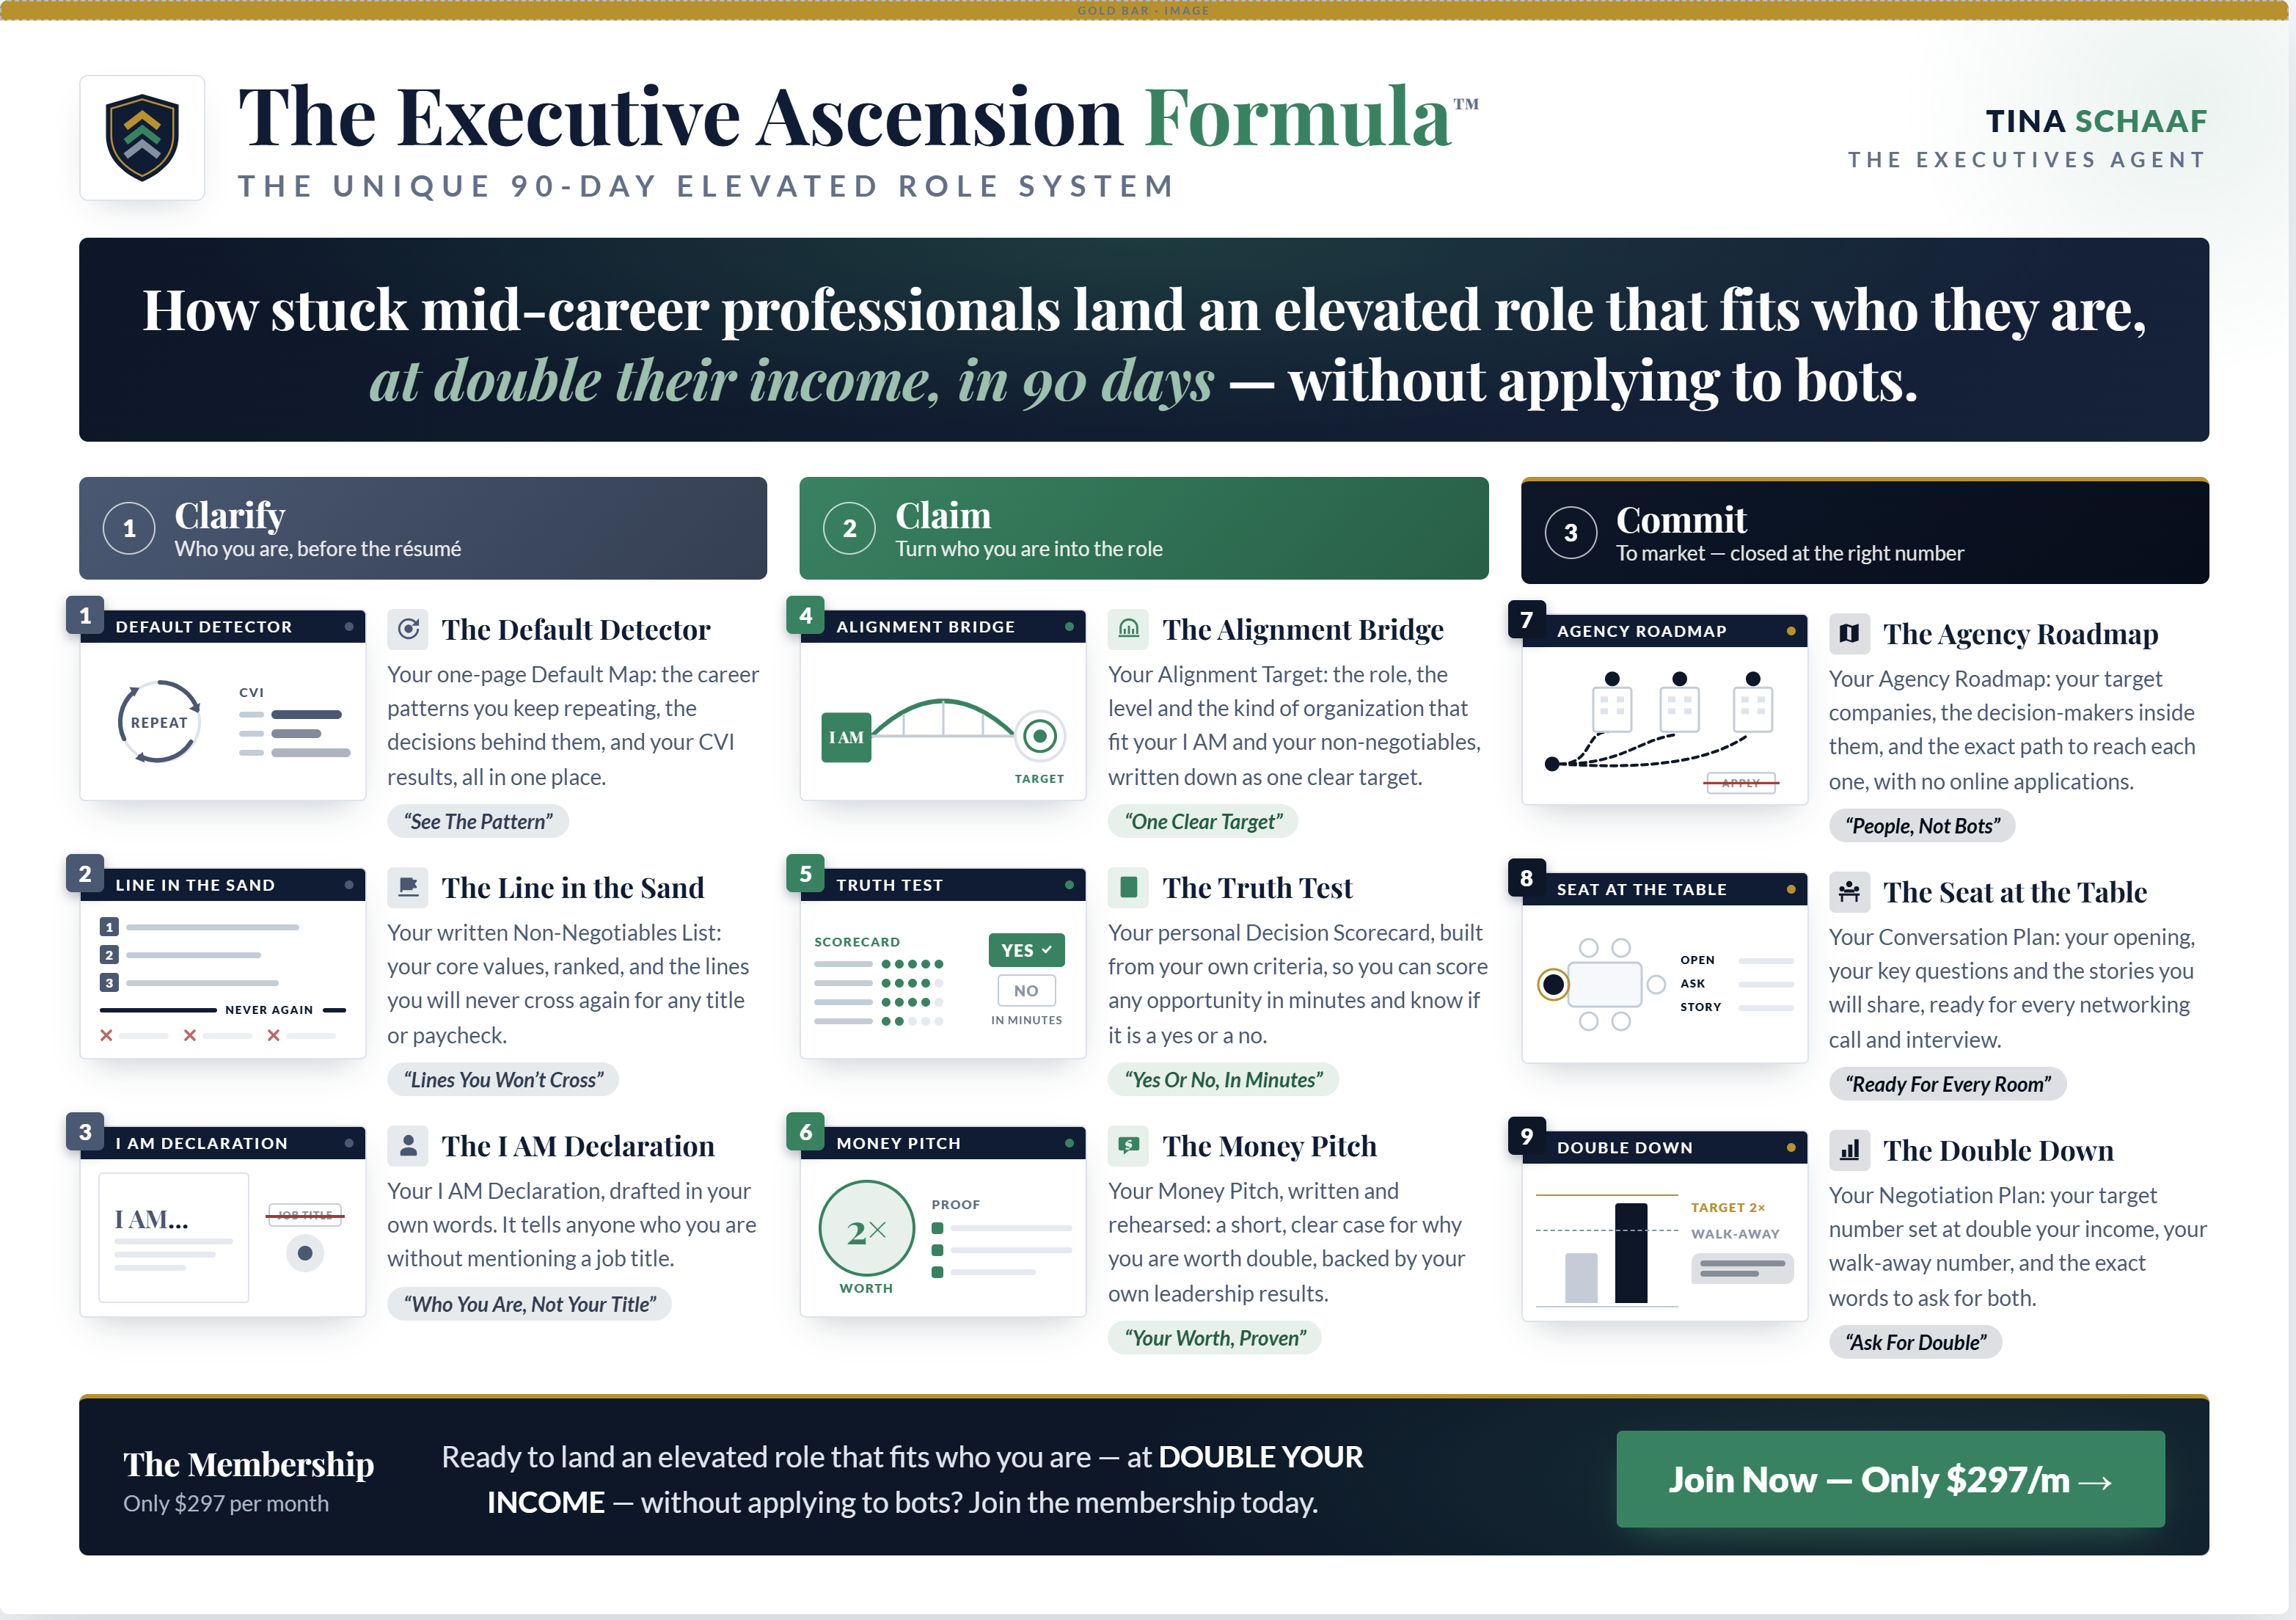 GOLD BAR · IMAGE
The Executive Ascension Formula™
THE UNIQUE 90-DAY ELEVATED ROLE SYSTEM
TINA SCHAAF
THE EXECUTIVES AGENT
How stuck mid-career professionals land an elevated role that fits who they are,
at double their income, in 90 days — without applying to bots.
1
Clarify
Who you are, before the résumé
2
Claim
Turn who you are into the role
3
Commit
To market — closed at the right number
1
DEFAULT DETECTOR
REPEAT
CVI
The Default Detector
Your one-page Default Map: the career
patterns you keep repeating, the
decisions behind them, and your CVI
results, all in one place.
“See The Pattern”
2
LINE IN THE SAND
1
2
3
NEVER AGAIN
The Line in the Sand
Your written Non-Negotiables List:
your core values, ranked, and the lines
you will never cross again for any title
or paycheck.
“Lines You Won’t Cross”
3
I AM DECLARATION
I AM...
JOB TITLE
The I AM Declaration
Your I AM Declaration, drafted in your
own words. It tells anyone who you are
without mentioning a job title.
“Who You Are, Not Your Title”
4
ALIGNMENT BRIDGE
I AM
TARGET
The Alignment Bridge
Your Alignment Target: the role, the
level and the kind of organization that
fit your I AM and your non-negotiables,
written down as one clear target.
“One Clear Target”
5
TRUTH TEST
SCORECARD
YES ✓
NO
IN MINUTES
The Truth Test
Your personal Decision Scorecard, built
from your own criteria, so you can score
any opportunity in minutes and know if
it is a yes or a no.
“Yes Or No, In Minutes”
6
MONEY PITCH
2×
WORTH
PROOF
The Money Pitch
Your Money Pitch, written and
rehearsed: a short, clear case for why
you are worth double, backed by your
own leadership results.
“Your Worth, Proven”
7
AGENCY ROADMAP
APPLY
The Agency Roadmap
Your Agency Roadmap: your target
companies, the decision-makers inside
them, and the exact path to reach each
one, with no online applications.
“People, Not Bots”
8
SEAT AT THE TABLE
OPEN
ASK
STORY
The Seat at the Table
Your Conversation Plan: your opening,
your key questions and the stories you
will share, ready for every networking
call and interview.
“Ready For Every Room”
9
DOUBLE DOWN
TARGET 2×
WALK-AWAY
The Double Down
Your Negotiation Plan: your target
number set at double your income, your
walk-away number, and the exact
words to ask for both.
“Ask For Double”
The Membership
Only $297 per month
Ready to land an elevated role that fits who you are — at DOUBLE YOUR
INCOME — without applying to bots? Join the membership today.
Join Now — Only $297/m →